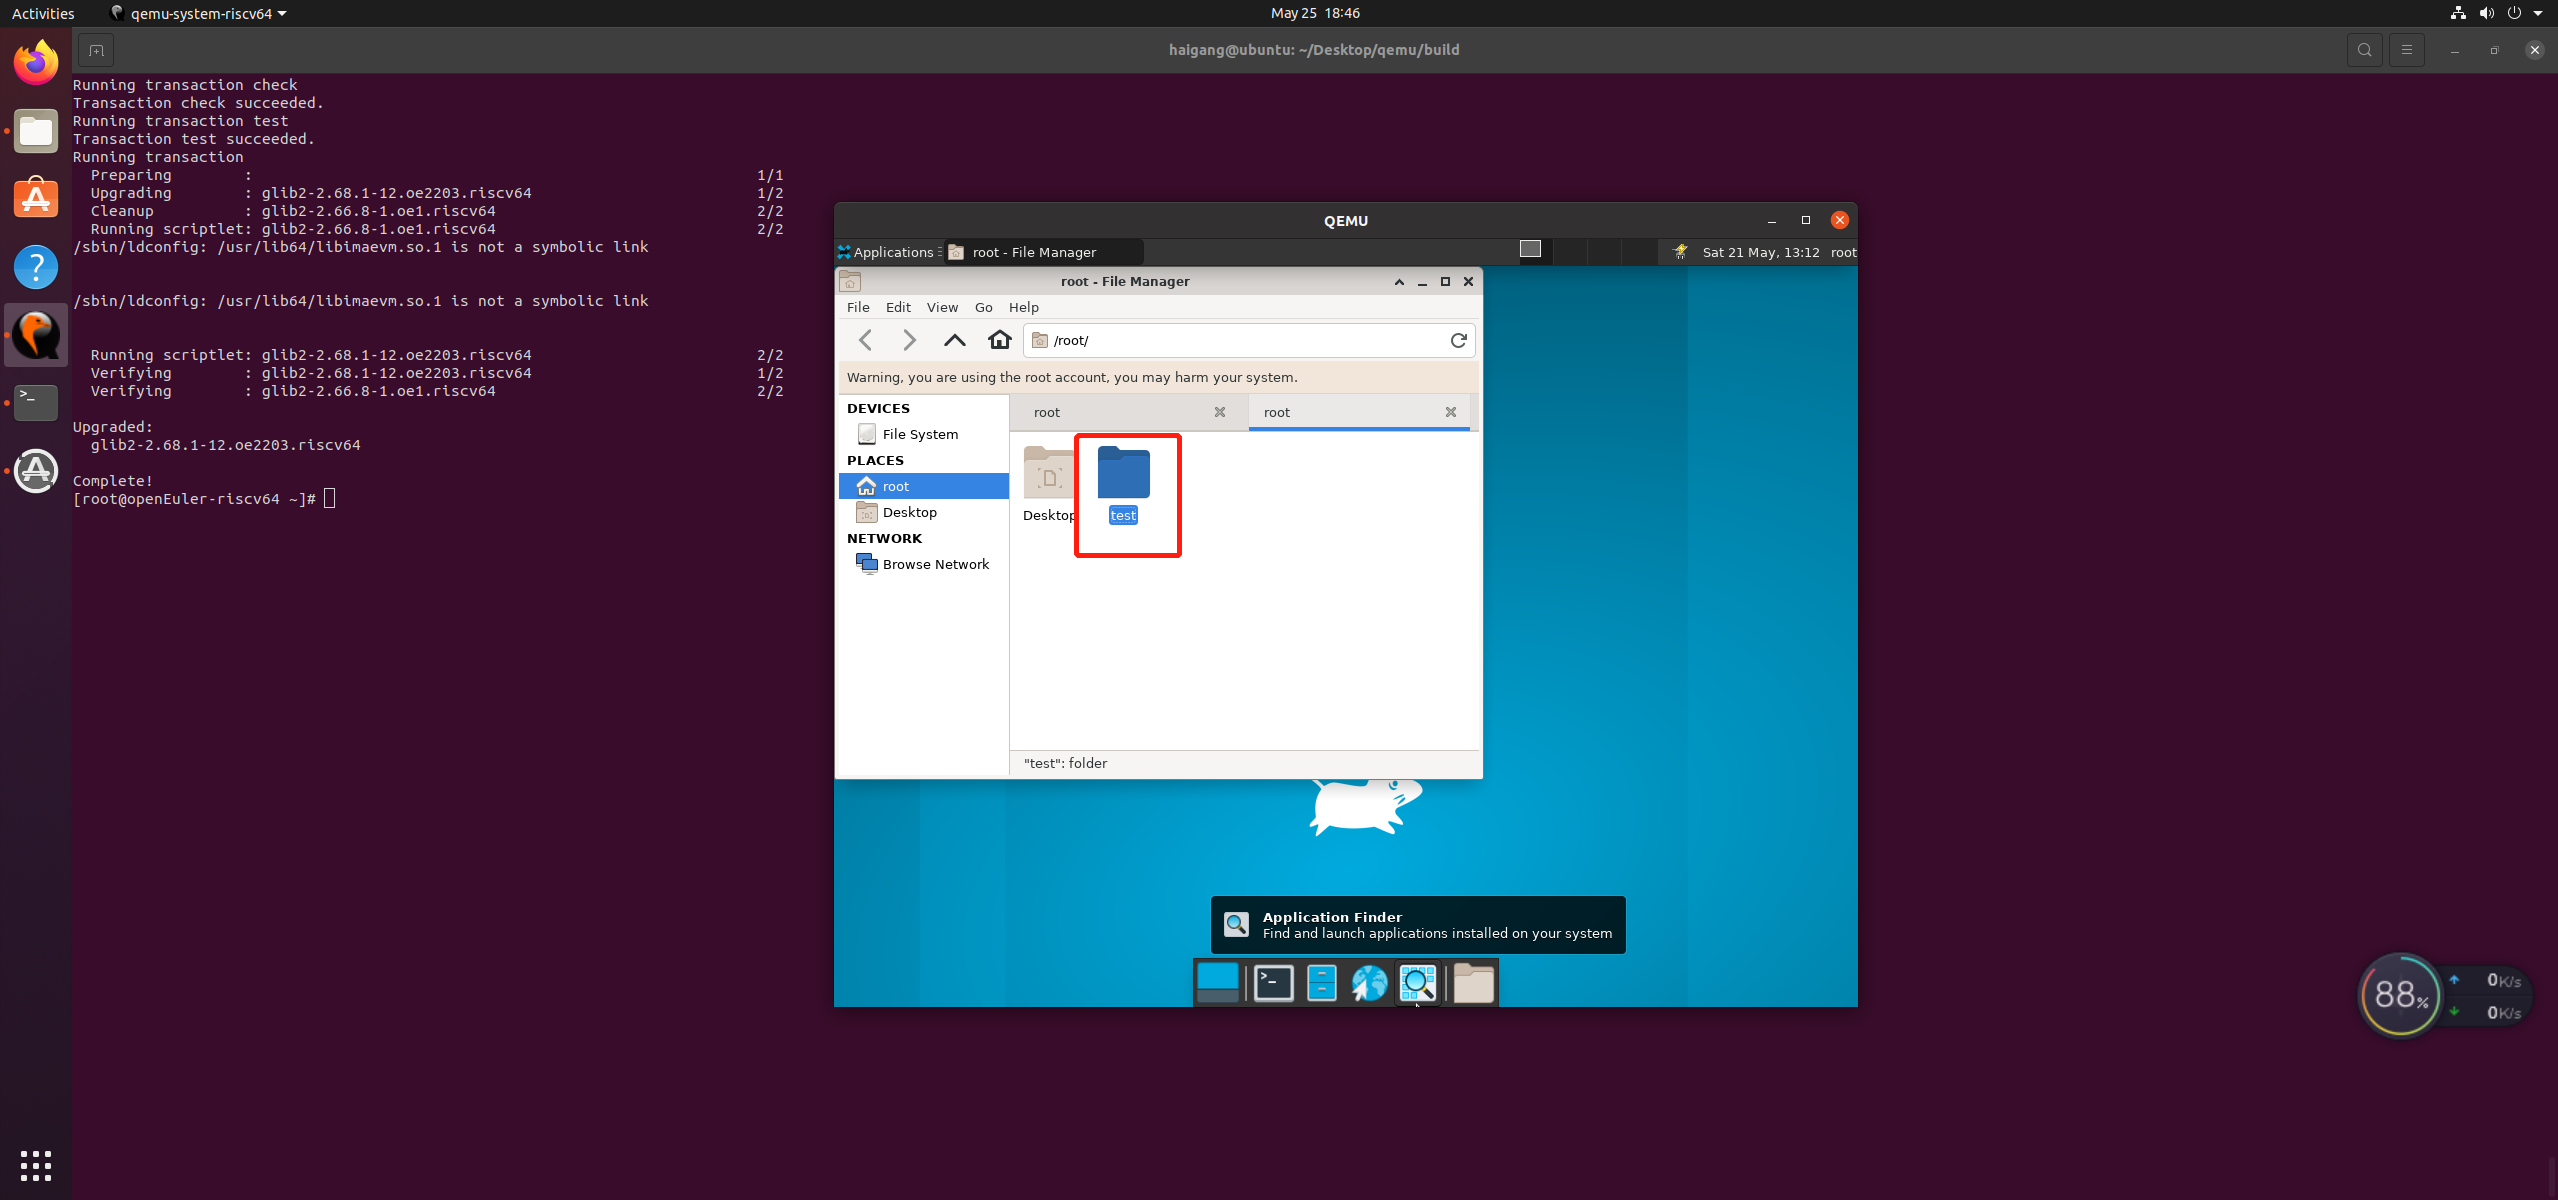 Activities
qemu-system-riscv64
May 25 18:46
haigang@ubuntu: ~/Desktop/qemu/build
Running transaction check
Transaction check succeeded.
Running transaction test
Transaction test succeeded.
Running transaction
Preparing        :                                                        1/1
Upgrading        : glib2-2.68.1-12.oe2203.riscv64                         1/2
Cleanup          : glib2-2.66.8-1.oe1.riscv64                             2/2
Running scriptlet: glib2-2.66.8-1.oe1.riscv64                             2/2
/sbin/ldconfig: /usr/lib64/libimaevm.so.1 is not a symbolic link
/sbin/ldconfig: /usr/lib64/libimaevm.so.1 is not a symbolic link
Running scriptlet: glib2-2.68.1-12.oe2203.riscv64                         2/2
Verifying        : glib2-2.68.1-12.oe2203.riscv64                         1/2
Verifying        : glib2-2.66.8-1.oe1.riscv64                             2/2
Upgraded:
glib2-2.68.1-12.oe2203.riscv64
Complete!
[root@openEuler-riscv64 ~]#
QEMU
Applications
root - File Manager
Sat 21 May, 13:12
root
root - File Manager
File Edit View Go Help
/root/
Warning, you are using the root account, you may harm your system.
DEVICES
File System
PLACES
root
Desktop
NETWORK
Browse Network
root
root
Desktop
test
"test": folder
Application Finder
Find and launch applications installed on your system
88%
0K/s
0K/s